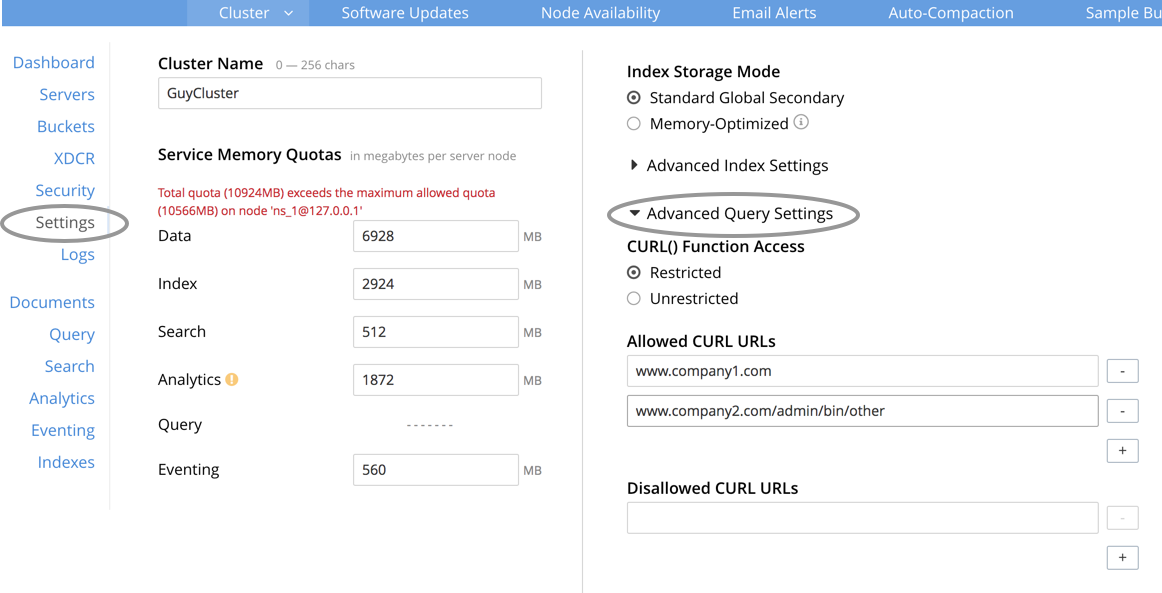 Cluster Software Updates Node Availability Email Alerts Auto-Compaction Sample Bu
Dashboard
Servers
Buckets
XDCR
Security
Settings
Logs
Documents
Query
Search
Analytics
Eventing
Indexes
Cluster Name 0 — 256 chars
GuyCluster
Service Memory Quotas in megabytes per server node
Total quota (10924MB) exceeds the maximum allowed quota
(10566MB) on node 'ns_1@127.0.0.1'
Data 6928 MB
Index 2924 MB
Search 512 MB
Analytics ! 1872 MB
Query -------
Eventing 560 MB
Index Storage Mode
Standard Global Secondary
Memory-Optimized i
Advanced Index Settings
Advanced Query Settings
CURL() Function Access
Restricted
Unrestricted
Allowed CURL URLs
www.company1.com -
www.company2.com/admin/bin/other -
+
Disallowed CURL URLs
-
+